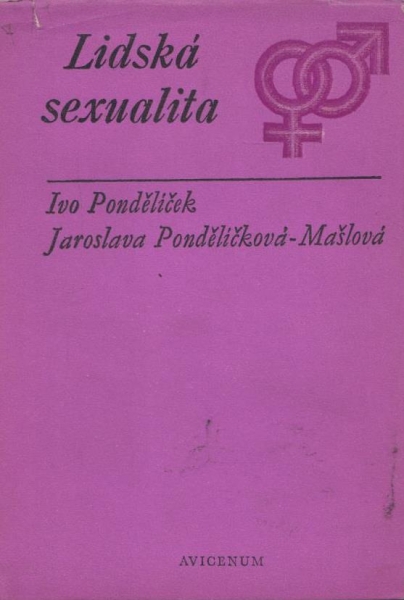 Lidská
sexualita
Ivo Pondělíček
Jaroslava Pondělíčková-Mašlová
AVICENUM